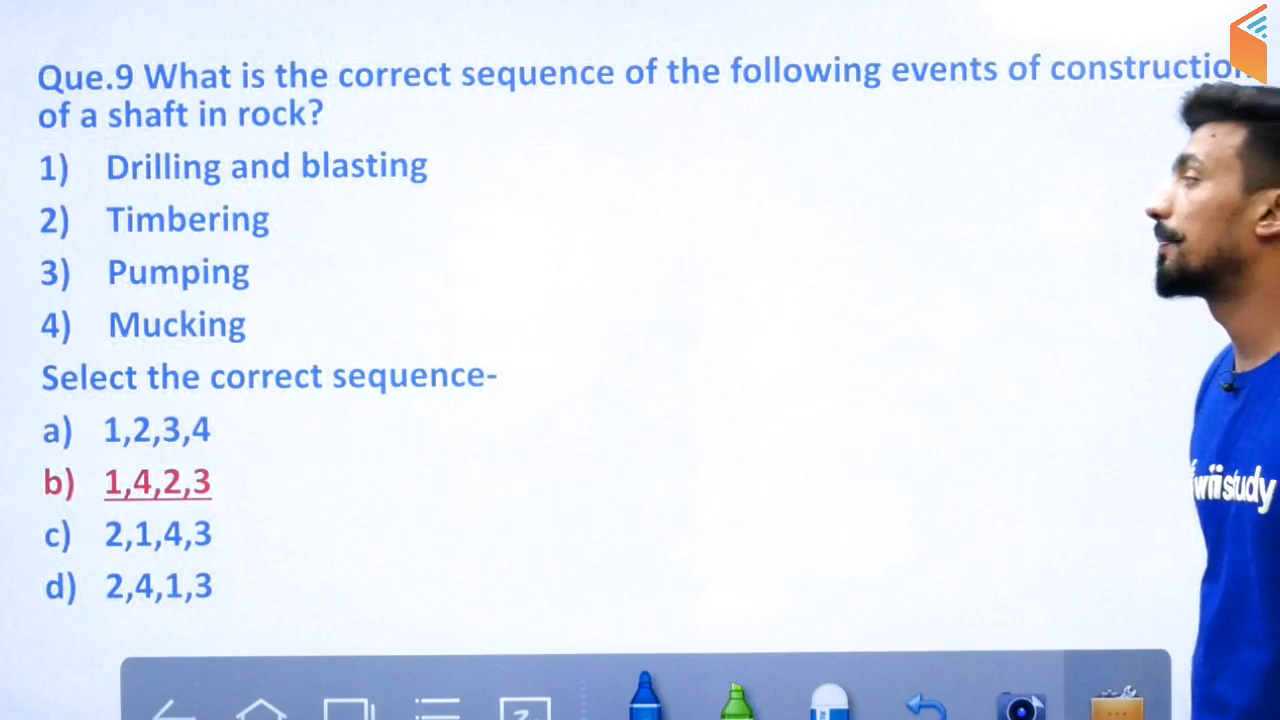 Que.9 What is the correct sequence of the following events of construction
of a shaft in rock?
1) Drilling and blasting
2) Timbering
3) Pumping
4) Mucking
Select the correct sequence-
a) 1,2,3,4
b) 1,4,2,3
c) 2,1,4,3
d) 2,4,1,3
wiistudy